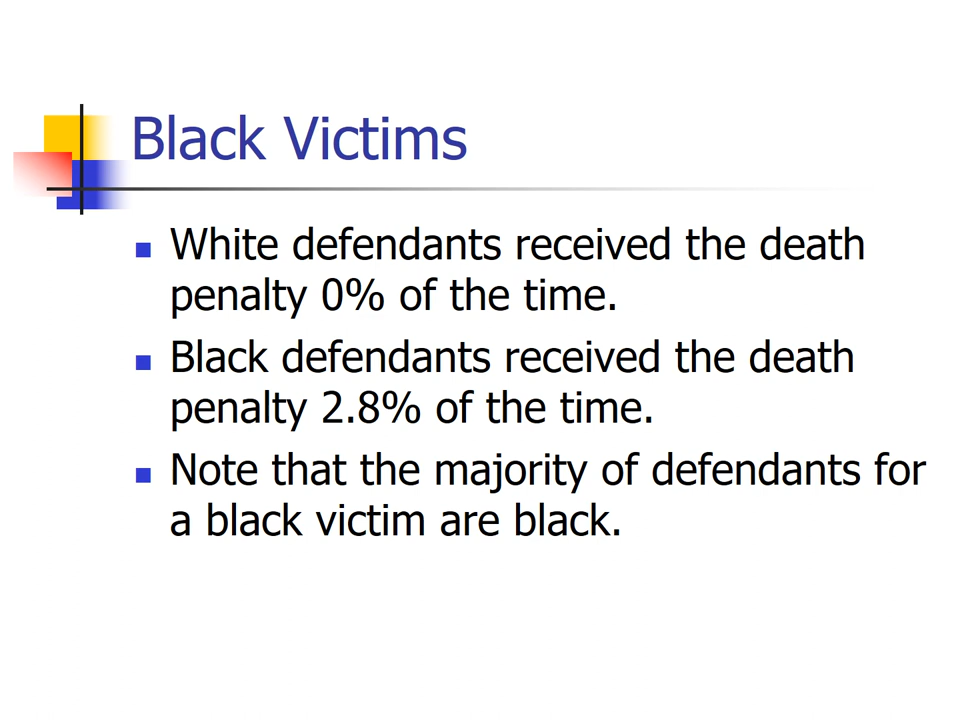 Black Victims
White defendants received the death
penalty 0% of the time.
Black defendants received the death
penalty 2.8% of the time.
Note that the majority of defendants for
a black victim are black.